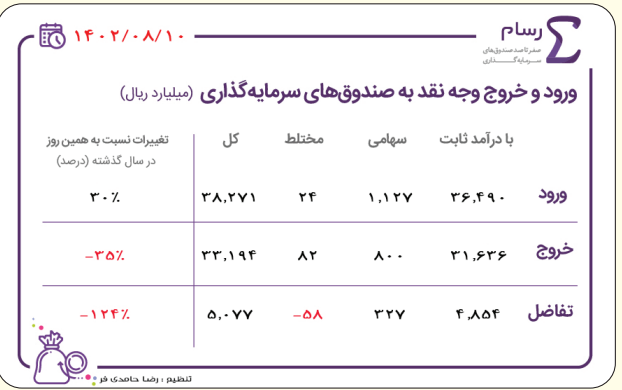 رسام
صفر تا صد صندوق‌های
سرمایه‌گذاری
۱۴۰۲/۰۸/۱۰
ورود و خروج وجه نقد به صندوق‌های سرمایه‌گذاری (میلیارد ریال)
با درآمد ثابت سهامی مختلط کل تغییرات نسبت به همین روز
در سال گذشته (درصد)
ورود ۳۶,۴۹۰ ۱,۱۲۷ ۲۴ ۳۸,۲۷۱ ۳۰٪
خروج ۳۱,۶۳۶ ۸۰۰ ۸۲ ۳۳,۱۹۴ -۳۵٪
تفاضل ۴,۸۵۴ ۳۲۷ -۵۸ ۵,۰۷۷ -۱۲۴٪
تنظیم : رضا حامدی فر